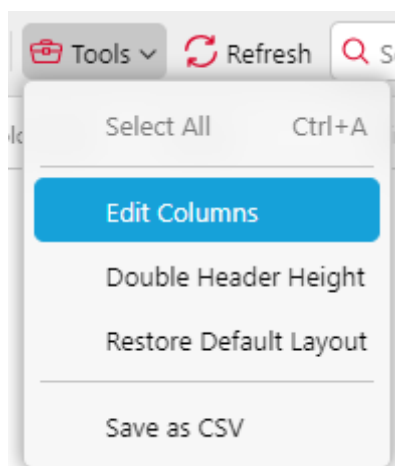 Tools Refresh
Select All Ctrl+A
Edit Columns
Double Header Height
Restore Default Layout
Save as CSV